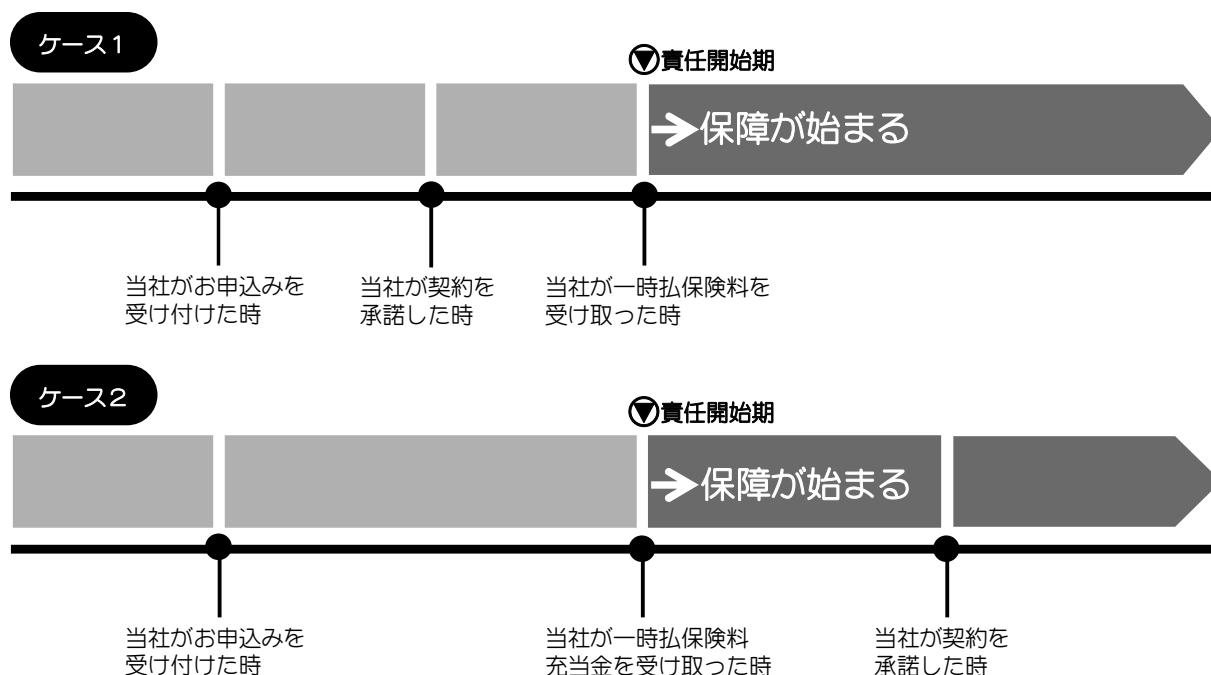 ケース1
▼責任開始期
→保障が始まる
当社がお申込みを
受け付けた時
当社が契約を
承諾した時
当社が一時払保険料を
受け取った時
ケース2
▼責任開始期
→保障が始まる
当社がお申込みを
受け付けた時
当社が一時払保険料
充当金を受け取った時
当社が契約を
承諾した時